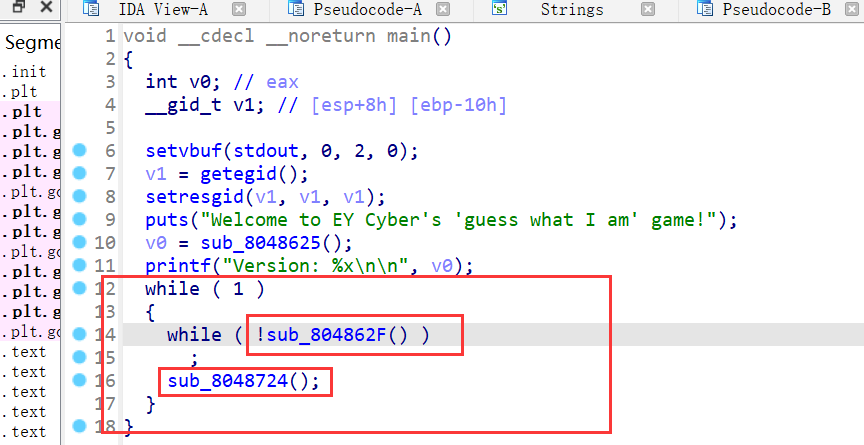 IDA View-A Pseudocode-A Strings Pseudocode-B
Segme
.init
.plt
.plt
.plt.g
.plt.g
.plt.g
.plt.go
.plt.g
.plt.g
.plt.go
.plt.g
.plt.g
.plt.go
.text
.text
.text
.text
.text
1 void __cdecl __noreturn main()
2 {
3 int v0; // eax
4 __gid_t v1; // [esp+8h] [ebp-10h]
5
6 setvbuf(stdout, 0, 2, 0);
7 v1 = getegid();
8 setresgid(v1, v1, v1);
9 puts("Welcome to EY Cyber's 'guess what I am' game!");
10 v0 = sub_8048625();
11 printf("Version: %x\n\n", v0);
12 while ( 1 )
13 {
14 while ( !sub_804862F() )
15 ;
16 sub_8048724();
17 }
18 }